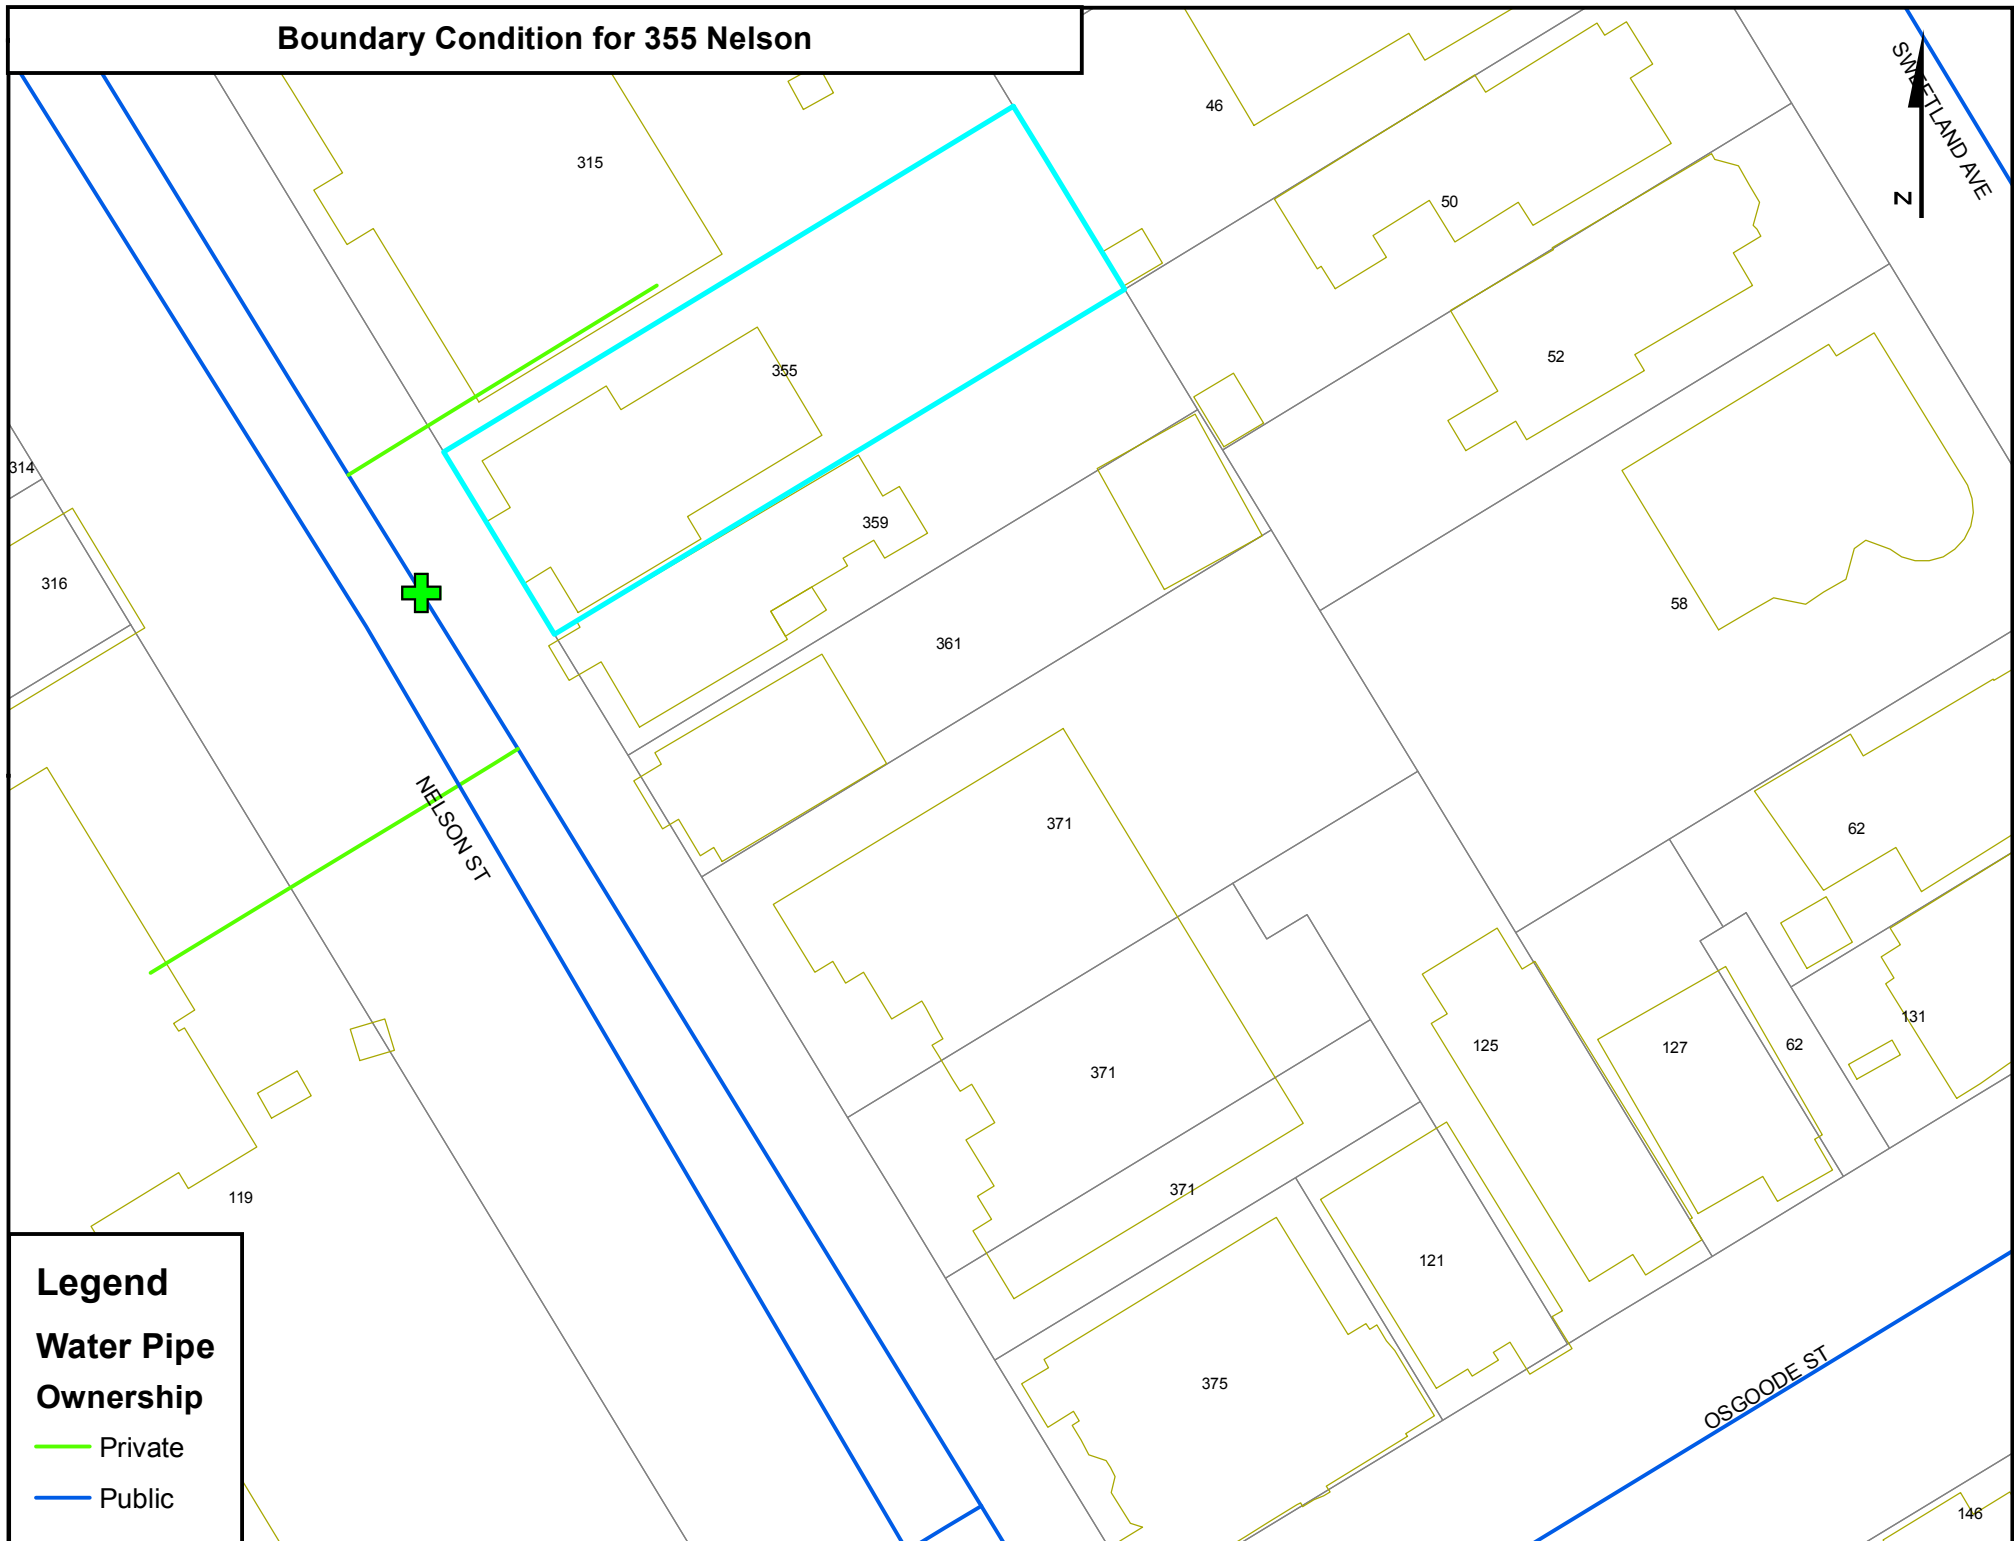 Boundary Condition for 355 Nelson
SWEETLAND AVE
46
315
50
N
52
355
314
359
316
58
361
NELSON ST
371
62
131
125
127
62
371
371
119
121
375
OSGOODE ST
146
Legend
Water Pipe
Ownership
Private
Public